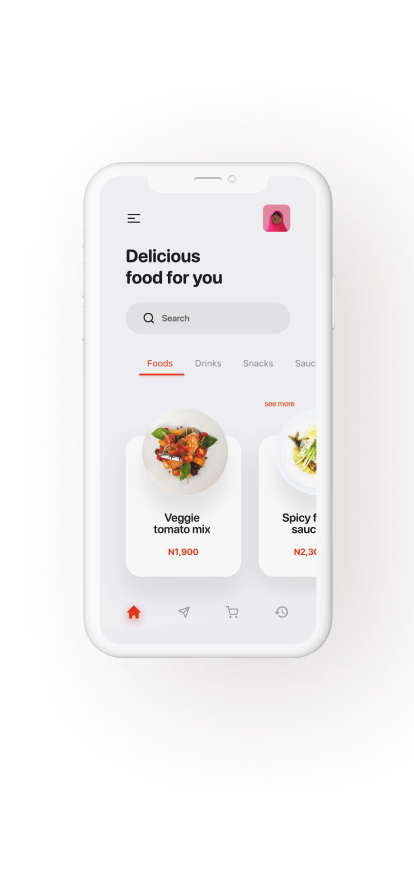 Delicious
food for you
Search
Foods Drinks Snacks Sauc
see more
Veggie
tomato mix
N1,900
Spicy f
sauc
N2,30